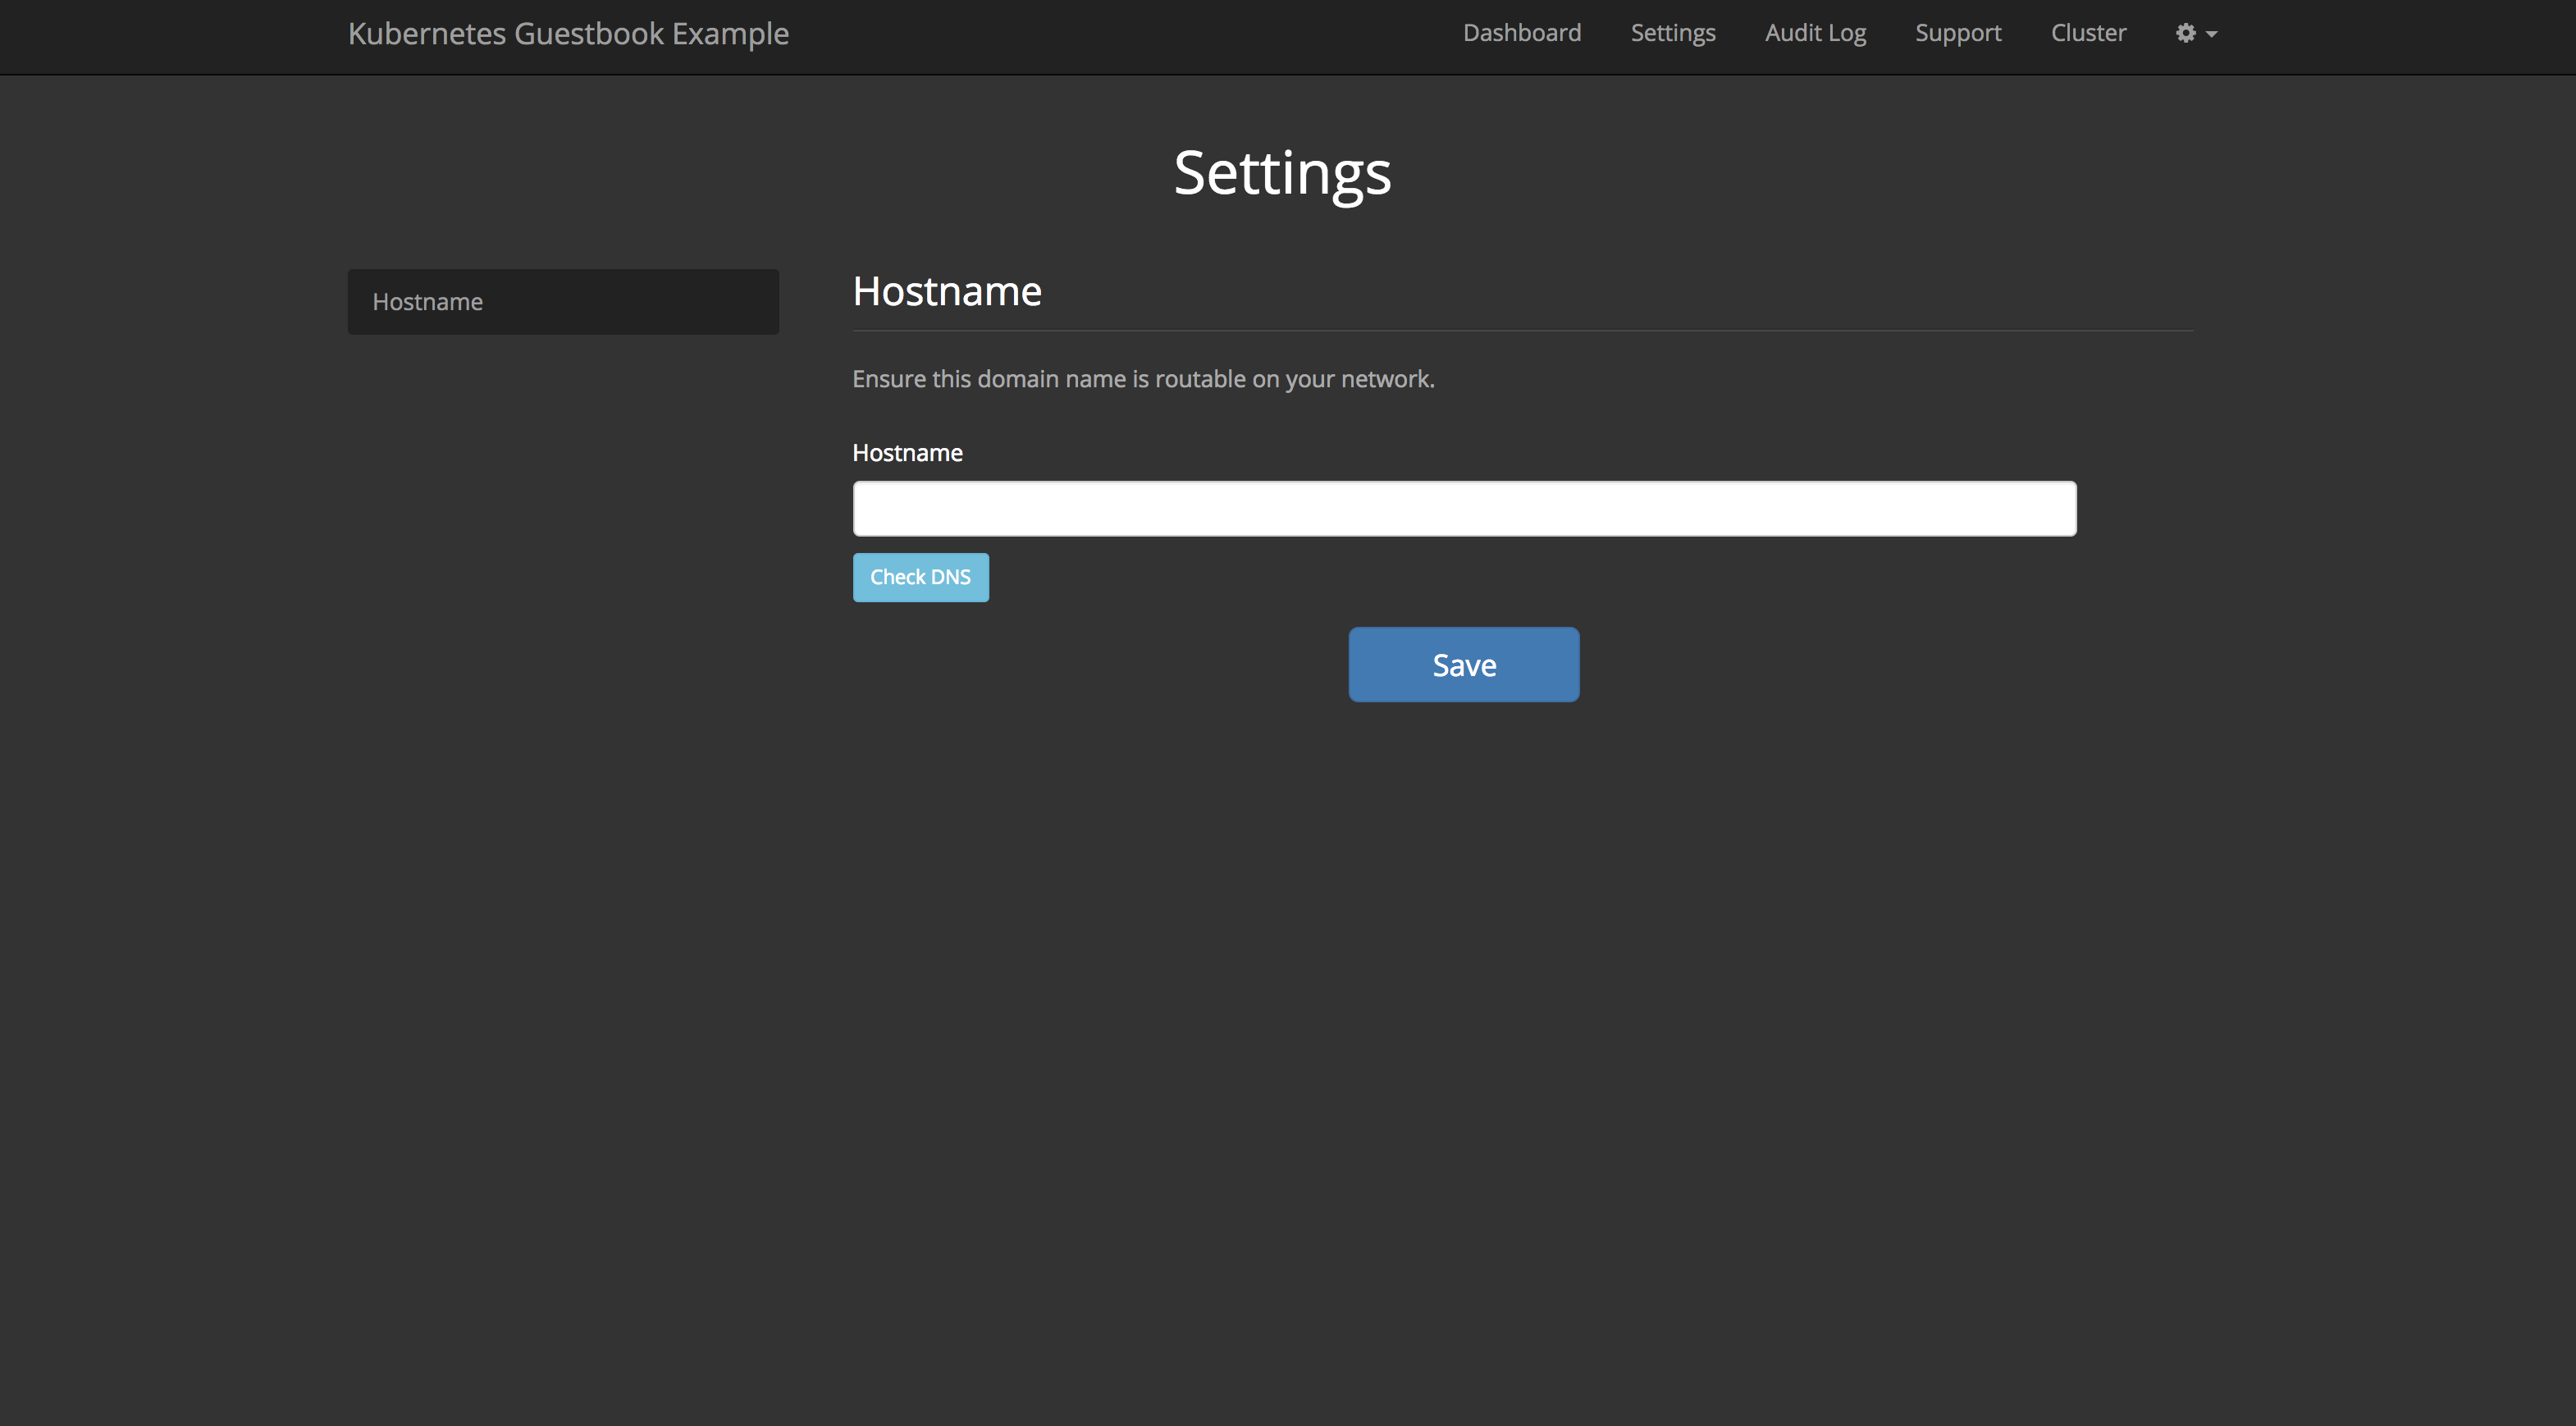 Kubernetes Guestbook Example Dashboard Settings Audit Log Support Cluster
Settings
Hostname
Hostname
Ensure this domain name is routable on your network.
Hostname
Check DNS
Save